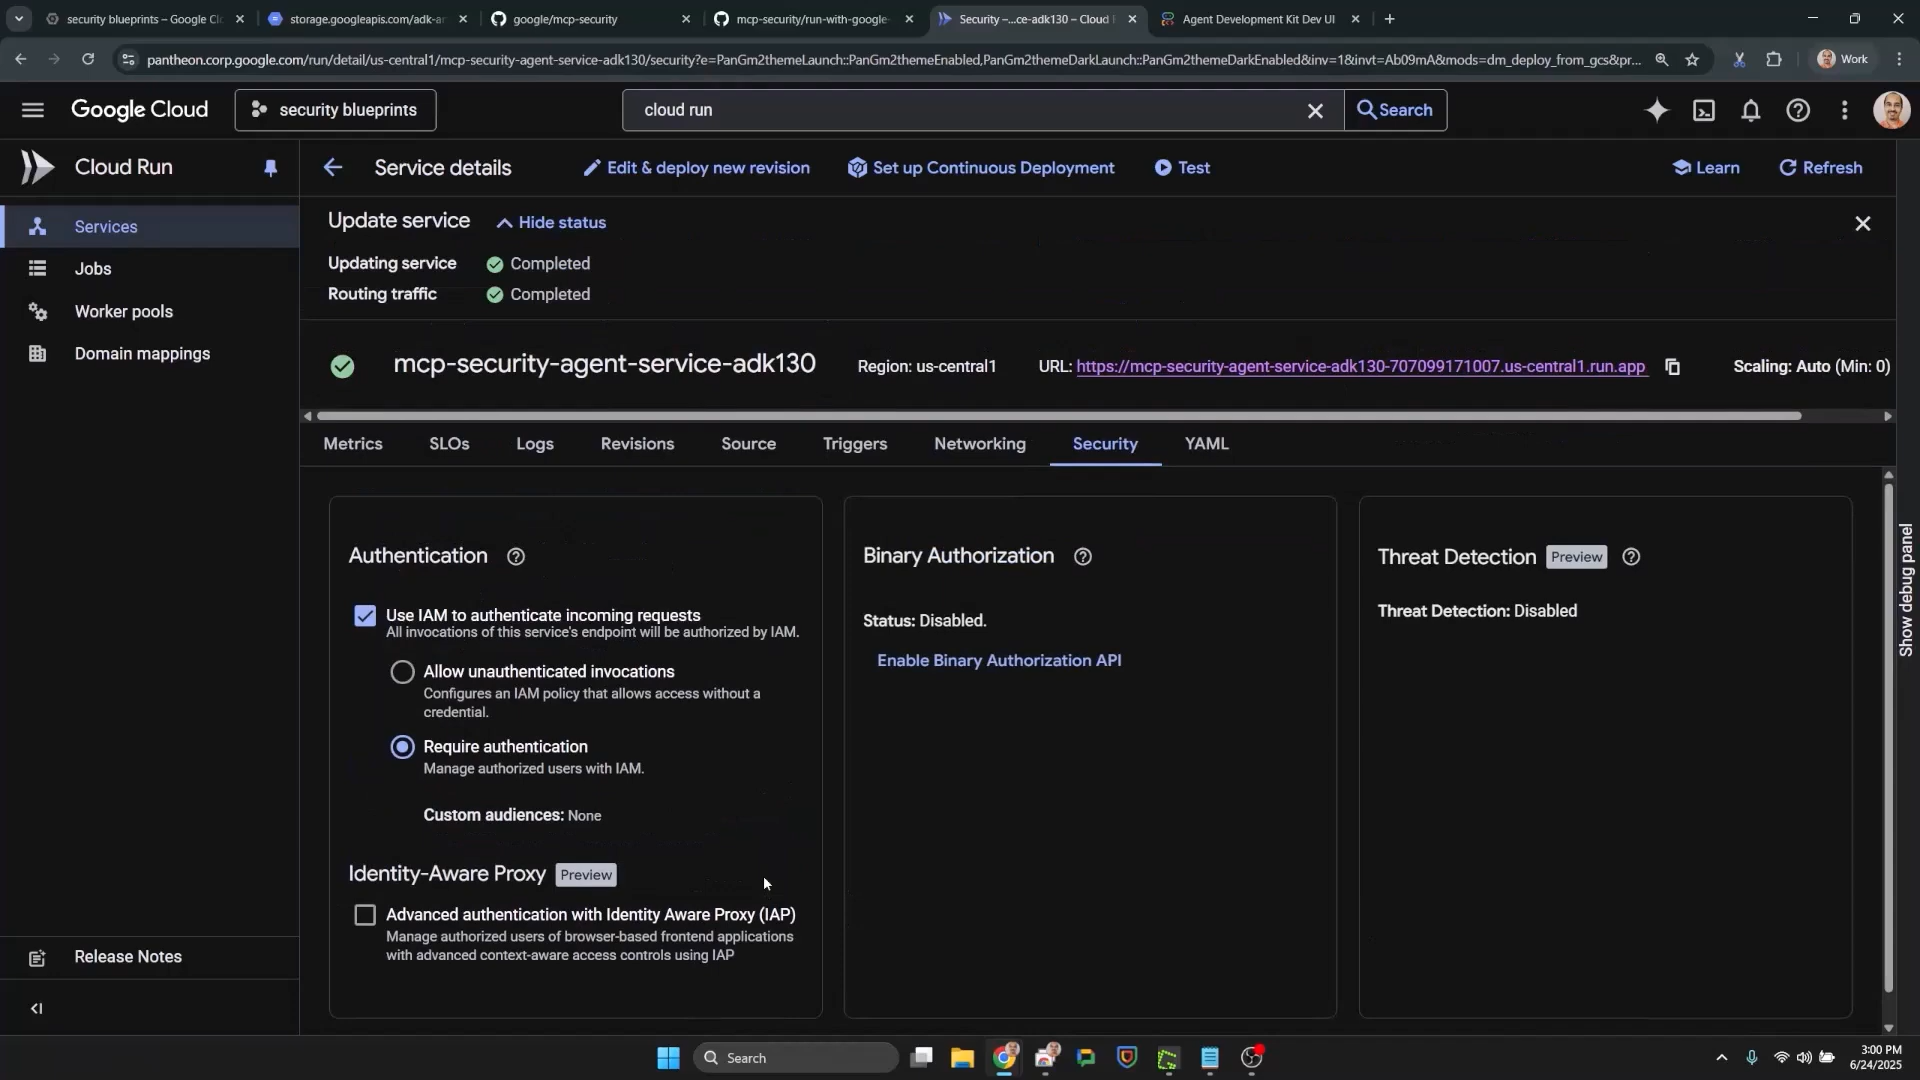 security blueprints – Google Cl
storage.googleapis.com/adk-ar
google/mcp-security
mcp-security/run-with-google-
Security –...ce-adk130 – Cloud R
Agent Development Kit Dev UI
pantheon.corp.google.com/run/detail/us-central1/mcp-security-agent-service-adk130/security?e=PanGm2themeLaunch::PanGm2themeEnabled,PanGm2themeDarkLaunch::PanGm2themeDarkEnabled&inv=1&invt=Ab09mA&mods=dm_deploy_from_gcs&pr...
Work
Google Cloud
security blueprints
cloud run
Search
Cloud Run
Service details
Edit & deploy new revision
Set up Continuous Deployment
Test
Learn
Refresh
Services
Jobs
Worker pools
Domain mappings
Update service
Hide status
Updating service
Completed
Routing traffic
Completed
mcp-security-agent-service-adk130
Region: us-central1
URL: https://mcp-security-agent-service-adk130-707099171007.us-central1.run.app
Scaling: Auto (Min: 0)
Metrics
SLOs
Logs
Revisions
Source
Triggers
Networking
Security
YAML
Authentication
Use IAM to authenticate incoming requests
All invocations of this service's endpoint will be authorized by IAM.
Allow unauthenticated invocations
Configures an IAM policy that allows access without a
credential.
Require authentication
Manage authorized users with IAM.
Custom audiences: None
Identity-Aware Proxy
Preview
Advanced authentication with Identity Aware Proxy (IAP)
Manage authorized users of browser-based frontend applications
with advanced context-aware access controls using IAP
Binary Authorization
Status: Disabled.
Enable Binary Authorization API
Threat Detection
Preview
Threat Detection: Disabled
Show debug panel
Release Notes
Search
3:00 PM
6/24/2025